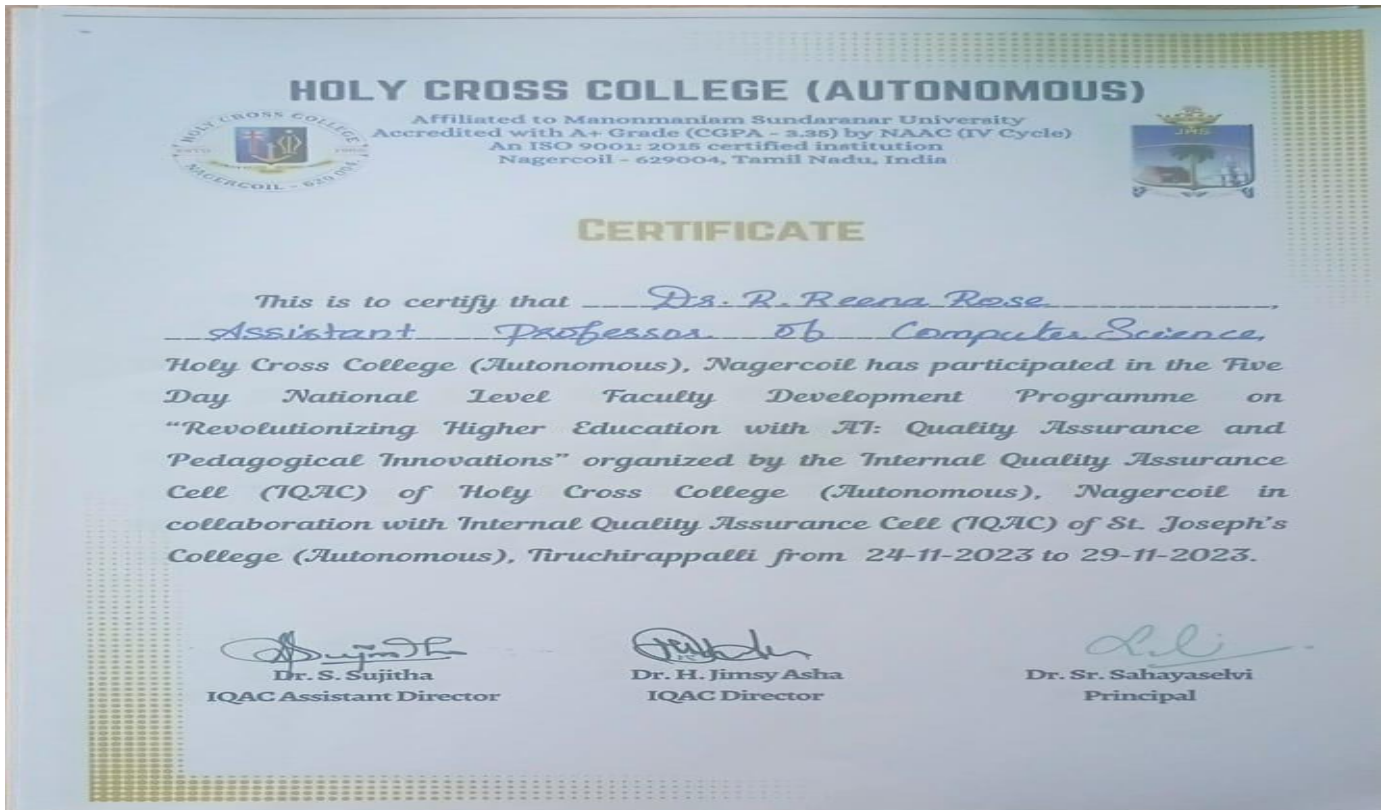 HOLY CROSS COLLEGE (AUTONOMOUS)
Affiliated to Manonmaniam Sundaranar University
Accredited with A+ Grade (CGPA - 3.35) by NAAC (IV Cycle)
An ISO 9001: 2015 certified institution
Nagercoil - 629004, Tamil Nadu, India
HOLY CROSS COLLEGE
NAGERCOIL - 629 004
CERTIFICATE
This is to certify that Dr. R. Reena Rose,
Assistant Professor of Computer Science,
Holy Cross College (Autonomous), Nagercoil has participated in the Five
Day National Level Faculty Development Programme on
“Revolutionizing Higher Education with AI: Quality Assurance and
Pedagogical Innovations” organized by the Internal Quality Assurance
Cell (IQAC) of Holy Cross College (Autonomous), Nagercoil in
collaboration with Internal Quality Assurance Cell (IQAC) of St. Joseph's
College (Autonomous), Tiruchirappalli from 24-11-2023 to 29-11-2023.
Dr. S. Sujitha
IQAC Assistant Director
Dr. H. Jimsy Asha
IQAC Director
Dr. Sr. Sahayaselvi
Principal